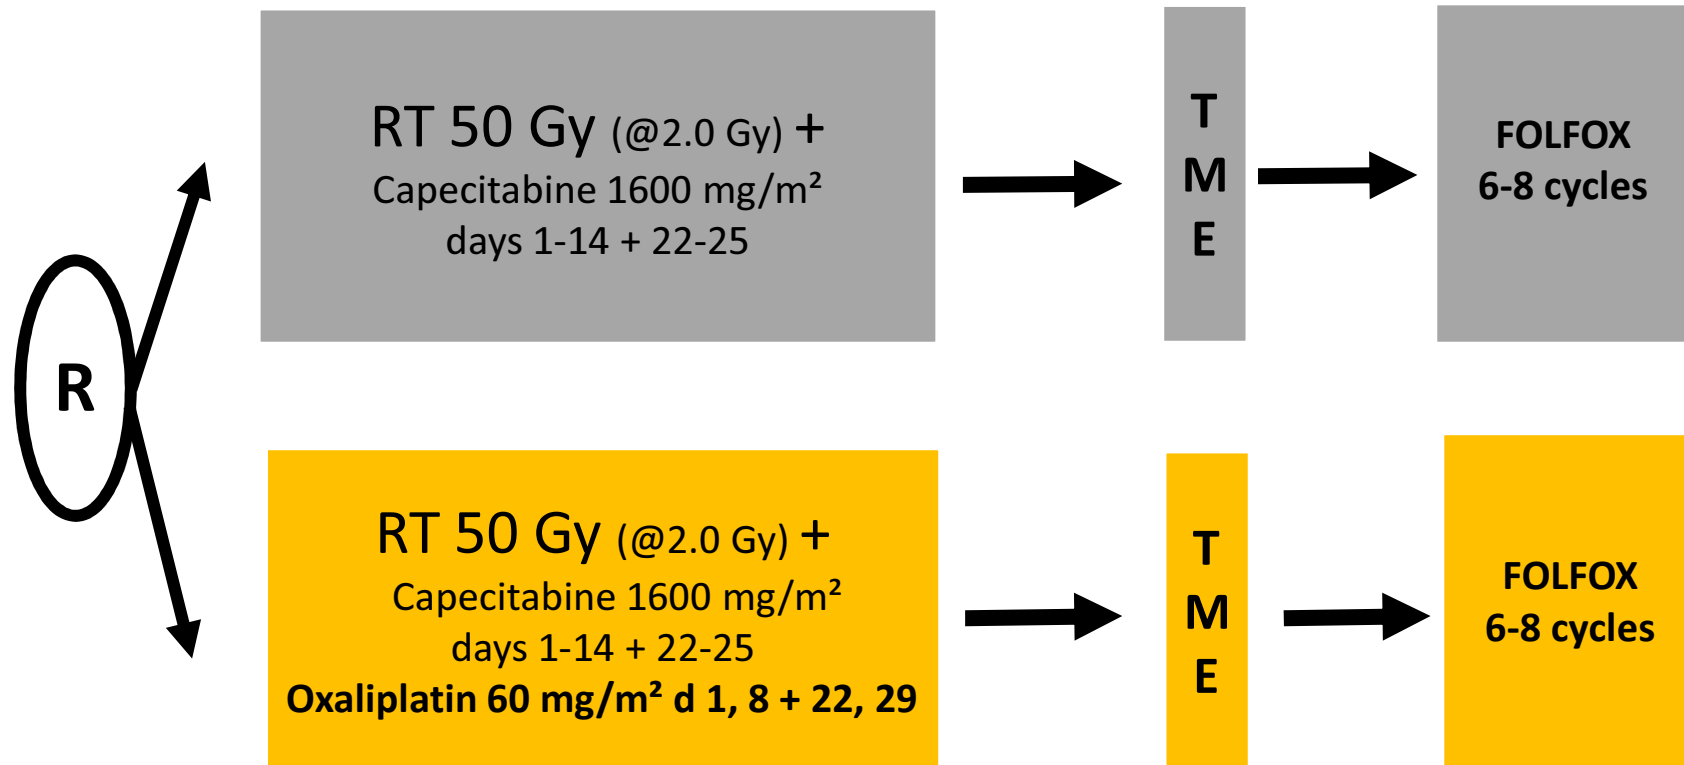 R
RT 50 Gy (@2.0 Gy) +
Capecitabine 1600 mg/m²
days 1-14 + 22-25
T
M
E
FOLFOX
6-8 cycles
RT 50 Gy (@2.0 Gy) +
Capecitabine 1600 mg/m²
days 1-14 + 22-25
Oxaliplatin 60 mg/m² d 1, 8 + 22, 29
T
M
E
FOLFOX
6-8 cycles